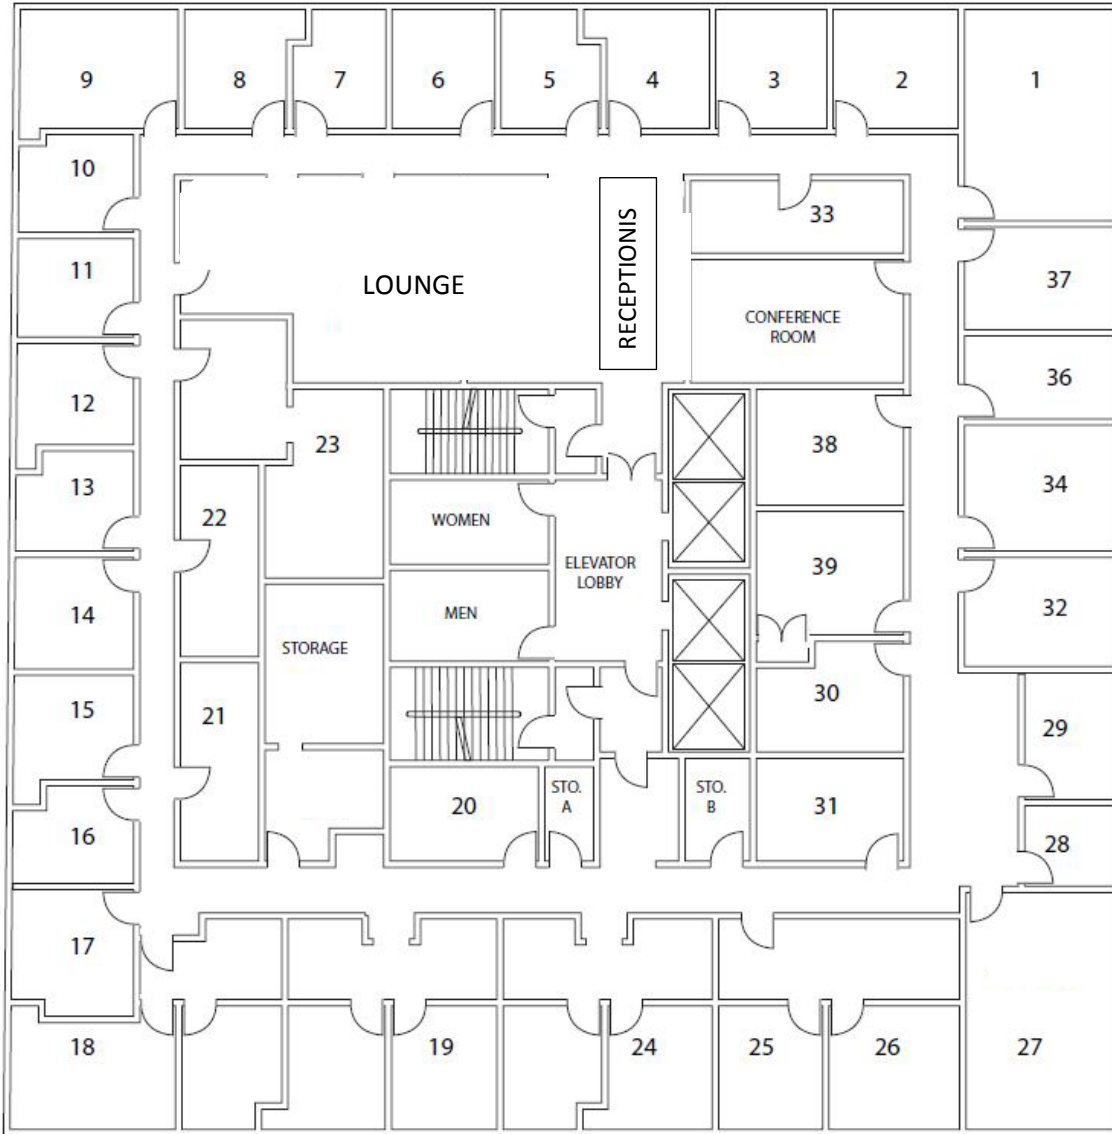 9
8
7
6
5
4
3
2
1
10
33
RECEPTIONIS
11
LOUNGE
37
CONFERENCE
ROOM
36
12
23
38
13
34
22
WOMEN
ELEVATOR
LOBBY
39
14
MEN
32
STORAGE
30
15
21
29
STO.
A
STO.
B
20
31
16
28
17
18
19
24
25
26
27